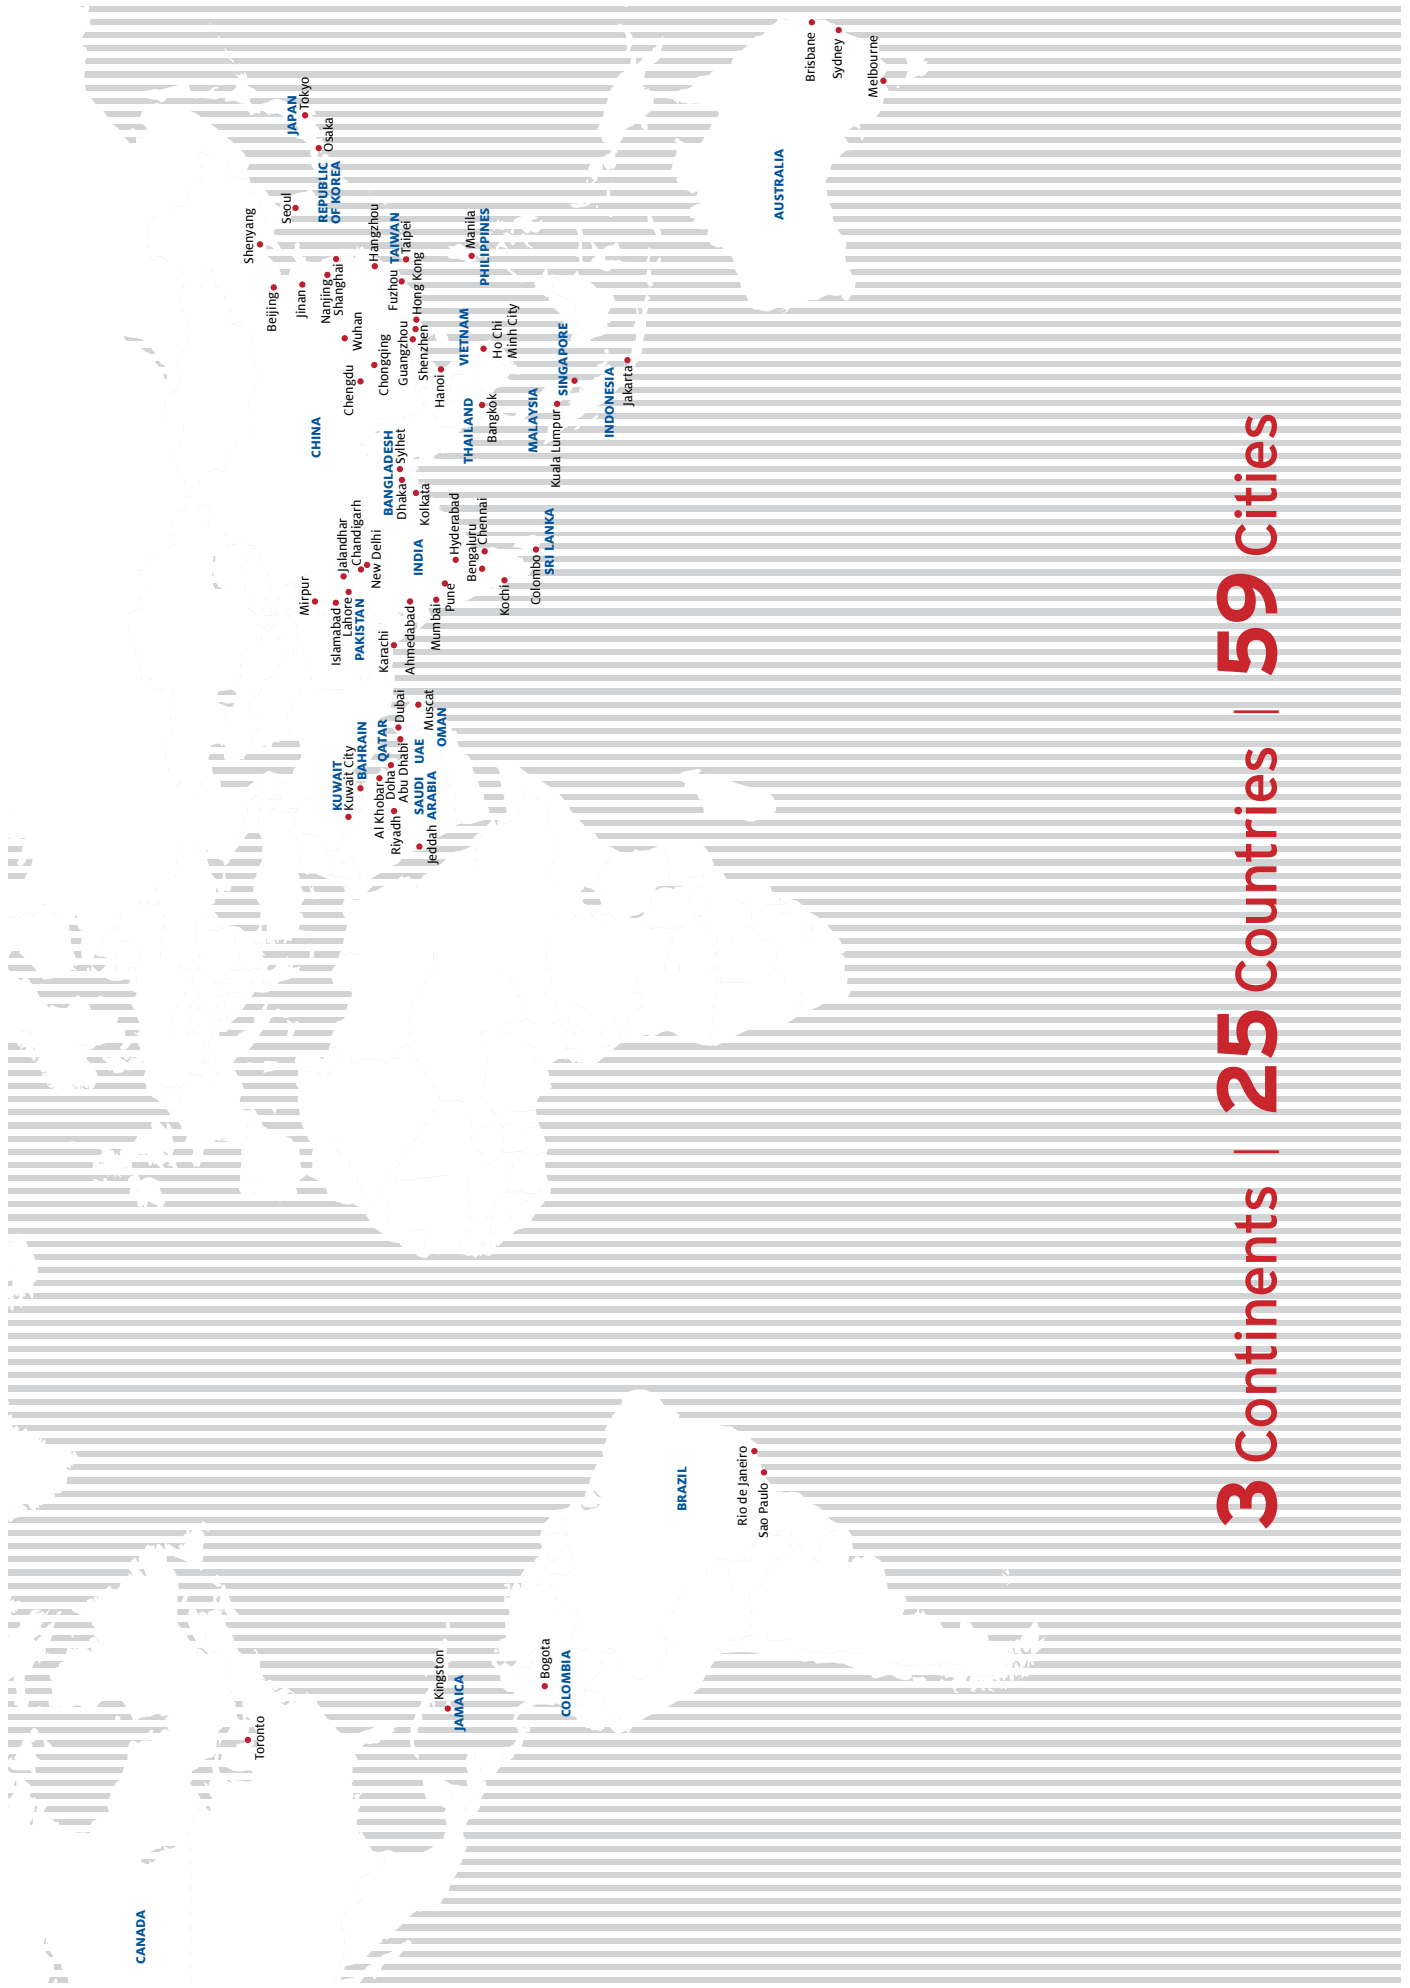 CANADA
Toronto
Kingston
JAMAICA
Bogota
COLOMBIA
BRAZIL
Rio de Janeiro
Sao Paulo
KUWAIT
Kuwait City
BAHRAIN
Al Khobar
QATAR
Doha
Riyadh
Dubai
Abu Dhabi
SAUDI
ARABIA
UAE
Jeddah
Muscat
OMAN
Mirpur
Islamabad
Lahore
PAKISTAN
Karachi
Jalandhar
Chandigarh
New Delhi
Ahmedabad
INDIA
Mumbai
Pune
Hyderabad
Bengaluru
Chennai
Kochi
Colombo
SRI LANKA
BANGLADESH
Dhaka
Sylhet
Kolkata
CHINA
Shenyang
Beijing
Jinan
Nanjing
Shanghai
Wuhan
Hangzhou
Chengdu
Chongqing
Fuzhou
Guangzhou
Shenzhen
Hong Kong
TAIWAN
Taipei
Seoul
REPUBLIC
OF KOREA
JAPAN
Tokyo
Osaka
Manila
PHILIPPINES
Hanoi
VIETNAM
Ho Chi
Minh City
THAILAND
Bangkok
MALAYSIA
Kuala Lumpur
SINGAPORE
INDONESIA
Jakarta
AUSTRALIA
Brisbane
Sydney
Melbourne
3 Continents | 25 Countries | 59 Cities